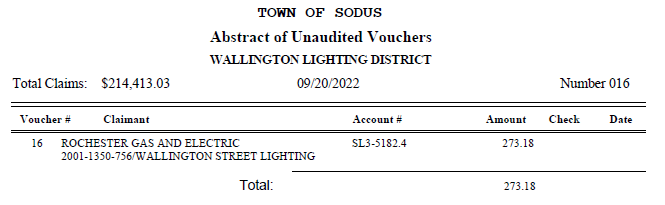 TOWN OF SODUS
Abstract of Unaudited Vouchers
WALLINGTON LIGHTING DISTRICT
Total Claims: $214,413.03 09/20/2022 Number 016
Voucher # Claimant Account # Amount Check Date
16 ROCHESTER GAS AND ELECTRIC SL3-5182.4 273.18
2001-1350-756/WALLINGTON STREET LIGHTING
Total: 273.18